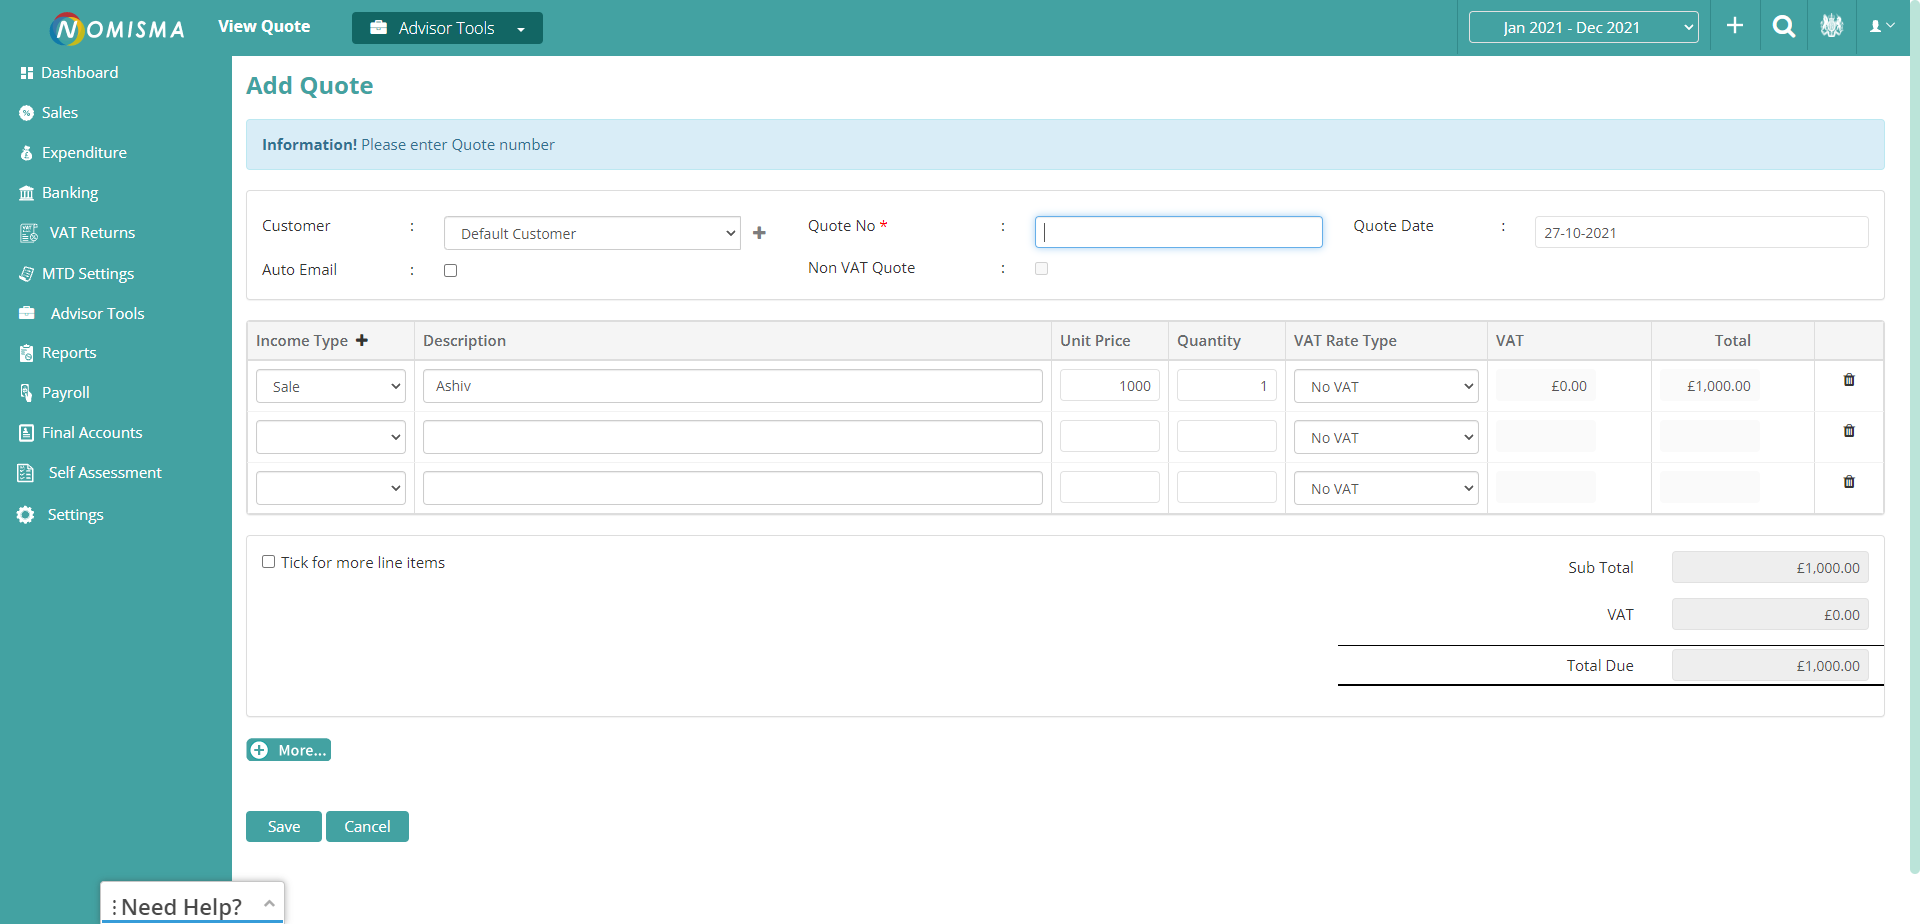 NOMISMA
View Quote
Advisor Tools
Jan 2021 - Dec 2021
Dashboard
Sales
Expenditure
Banking
VAT Returns
MTD Settings
Advisor Tools
Reports
Payroll
Final Accounts
Self Assessment
Settings
Add Quote
Information! Please enter Quote number
Customer : Default Customer
Quote No * :
Quote Date : 27-10-2021
Auto Email :
Non VAT Quote :
Income Type Description Unit Price Quantity VAT Rate Type VAT Total
Sale Ashiv 1000 1 No VAT £0.00 £1,000.00
No VAT
No VAT
Tick for more line items
Sub Total £1,000.00
VAT £0.00
Total Due £1,000.00
More...
Save Cancel
Need Help?